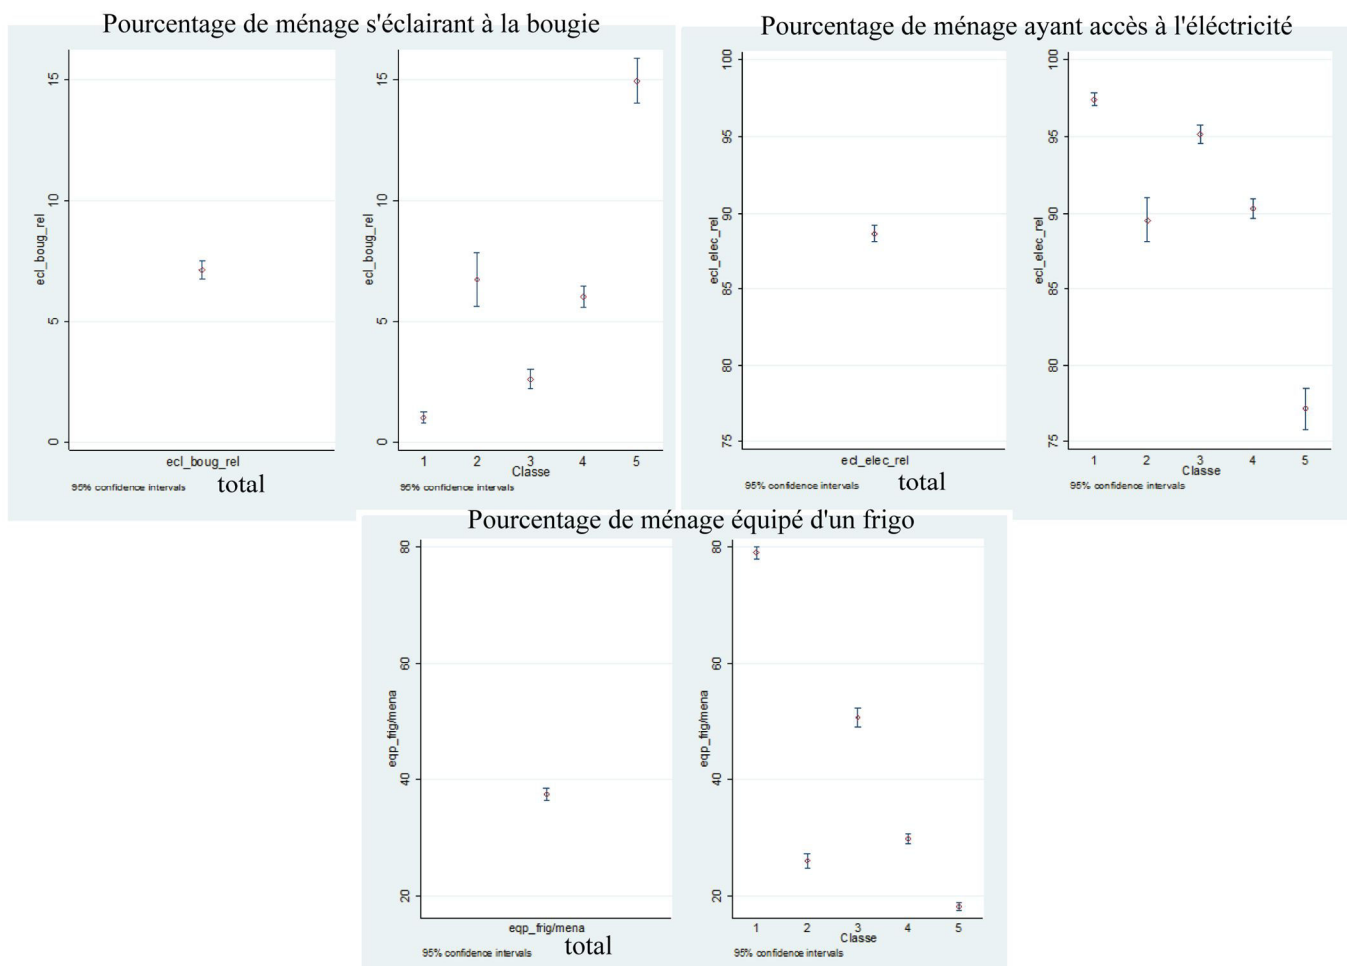 Pourcentage de ménage s'éclairant à la bougie
15
10
5
0
ecl_boug_rel
ecl_boug_rel
95% confidence intervals
total
15
10
5
0
ecl_boug_rel
1 2 3 4 5
Classe
95% confidence intervals
Pourcentage de ménage ayant accès à l'éléctricité
100
95
90
85
80
75
ecl_elec_rel
ecl_elec_rel
95% confidence intervals
total
100
95
90
85
80
75
ecl_elec_rel
1 2 3 4 5
Classe
95% confidence intervals
Pourcentage de ménage équipé d'un frigo
80
60
40
20
eqp_frig/mena
eqp_frig/mena
95% confidence intervals
total
80
60
40
20
eqp_frig/mena
1 2 3 4 5
Classe
95% confidence intervals